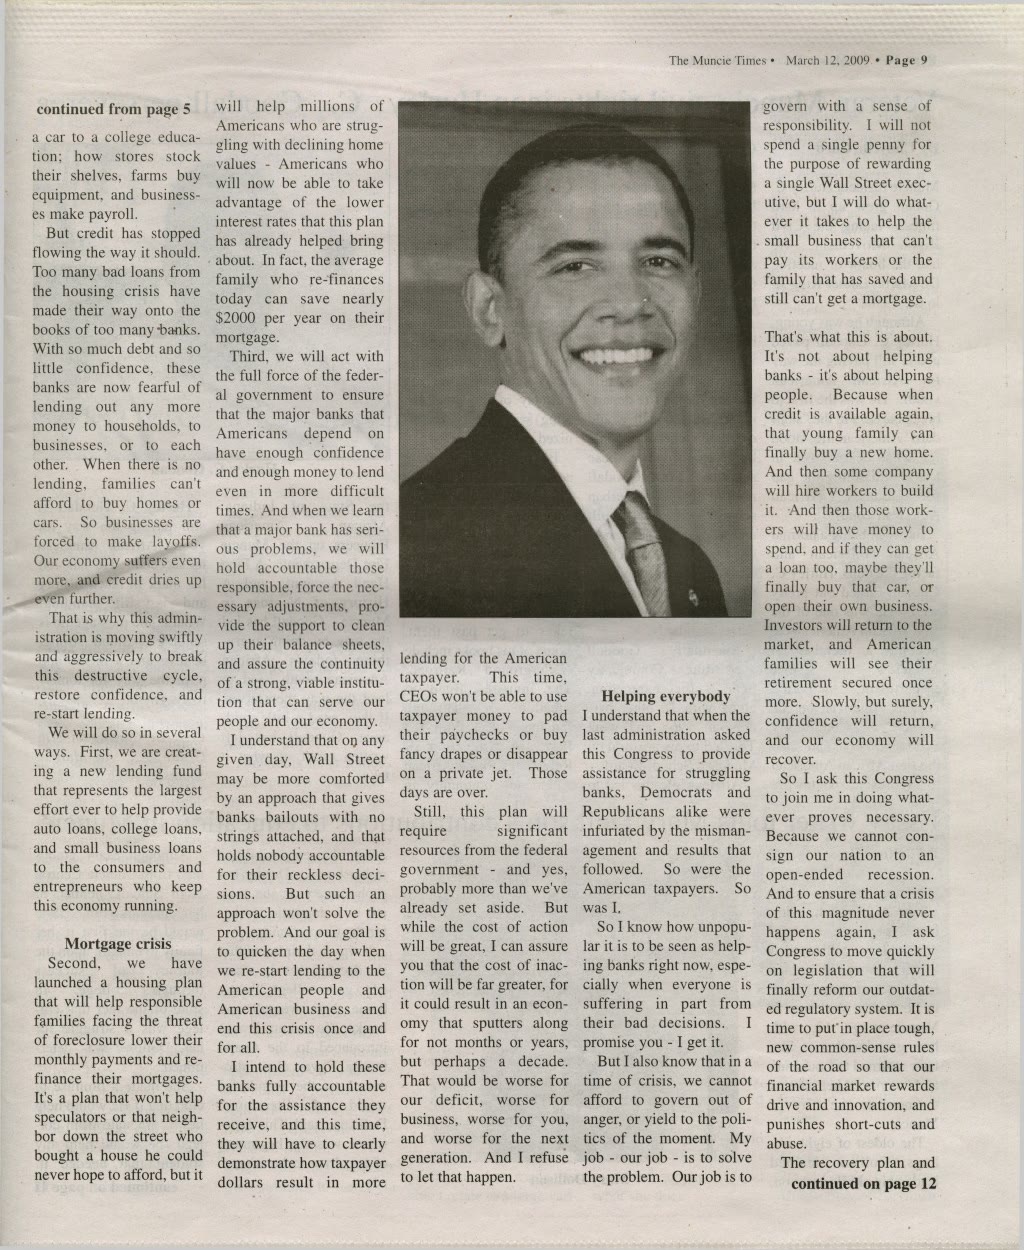 The Muncie Times • March 12, 2009 • Page 9
continued from page 5
a car to a college educa-
tion; how stores stock
their shelves, farms buy
equipment, and business-
es make payroll.
But credit has stopped
flowing the way it should.
Too many bad loans from
the housing crisis have
made their way onto the
books of too many banks.
With so much debt and so
little confidence, these
banks are now fearful of
lending out any more
money to households, to
businesses, or to each
other. When there is no
lending, families can't
afford to buy homes or
cars. So businesses are
forced to make layoffs.
Our economy suffers even
more, and credit dries up
even further.
That is why this admin-
istration is moving swiftly
and aggressively to break
this destructive cycle,
restore confidence, and
re-start lending.
We will do so in several
ways. First, we are creat-
ing a new lending fund
that represents the largest
effort ever to help provide
auto loans, college loans,
and small business loans
to the consumers and
entrepreneurs who keep
this economy running.
Mortgage crisis
Second, we have
launched a housing plan
that will help responsible
families facing the threat
of foreclosure lower their
monthly payments and re-
finance their mortgages.
It's a plan that won't help
speculators or that neigh-
bor down the street who
bought a house he could
never hope to afford, but it
will help millions of
Americans who are strug-
gling with declining home
values - Americans who
will now be able to take
advantage of the lower
interest rates that this plan
has already helped bring
about. In fact, the average
family who re-finances
today can save nearly
$2000 per year on their
mortgage.
Third, we will act with
the full force of the feder-
al government to ensure
that the major banks that
Americans depend on
have enough confidence
and enough money to lend
even in more difficult
times. And when we learn
that a major bank has seri-
ous problems, we will
hold accountable those
responsible, force the nec-
essary adjustments, pro-
vide the support to clean
up their balance sheets,
and assure the continuity
of a strong, viable institu-
tion that can serve our
people and our economy.
I understand that on any
given day, Wall Street
may be more comforted
by an approach that gives
banks bailouts with no
strings attached, and that
holds nobody accountable
for their reckless deci-
sions. But such an
approach won't solve the
problem. And our goal is
to quicken the day when
we re-start lending to the
American people and
American business and
end this crisis once and
for all.
I intend to hold these
banks fully accountable
for the assistance they
receive, and this time,
they will have to clearly
demonstrate how taxpayer
dollars result in more
lending for the American
taxpayer. This time,
CEOs won't be able to use
taxpayer money to pad
their paychecks or buy
fancy drapes or disappear
on a private jet. Those
days are over.
Still, this plan will
require significant
resources from the federal
government - and yes,
probably more than we've
already set aside. But
while the cost of action
will be great, I can assure
you that the cost of inac-
tion will be far greater, for
it could result in an econ-
omy that sputters along
for not months or years,
but perhaps a decade.
That would be worse for
our deficit, worse for
business, worse for you,
and worse for the next
generation. And I refuse
to let that happen.
Helping everybody
I understand that when the
last administration asked
this Congress to provide
assistance for struggling
banks, Democrats and
Republicans alike were
infuriated by the misman-
agement and results that
followed. So were the
American taxpayers. So
was I.
So I know how unpopu-
lar it is to be seen as help-
ing banks right now, espe-
cially when everyone is
suffering in part from
their bad decisions. I
promise you - I get it.
But I also know that in a
time of crisis, we cannot
afford to govern out of
anger, or yield to the poli-
tics of the moment. My
job - our job - is to solve
the problem. Our job is to
govern with a sense of
responsibility. I will not
spend a single penny for
the purpose of rewarding
a single Wall Street exec-
utive, but I will do what-
ever it takes to help the
small business that can't
pay its workers or the
family that has saved and
still can't get a mortgage.
That's what this is about.
It's not about helping
banks - it's about helping
people. Because when
credit is available again,
that young family can
finally buy a new home.
And then some company
will hire workers to build
it. And then those work-
ers will have money to
spend, and if they can get
a loan too, maybe they'll
finally buy that car, or
open their own business.
Investors will return to the
market, and American
families will see their
retirement secured once
more. Slowly, but surely,
confidence will return,
and our economy will
recover.
So I ask this Congress
to join me in doing what-
ever proves necessary.
Because we cannot con-
sign our nation to an
open-ended recession.
And to ensure that a crisis
of this magnitude never
happens again, I ask
Congress to move quickly
on legislation that will
finally reform our outdat-
ed regulatory system. It is
time to put in place tough,
new common-sense rules
of the road so that our
financial market rewards
drive and innovation, and
punishes short-cuts and
abuse.
The recovery plan and
continued on page 12